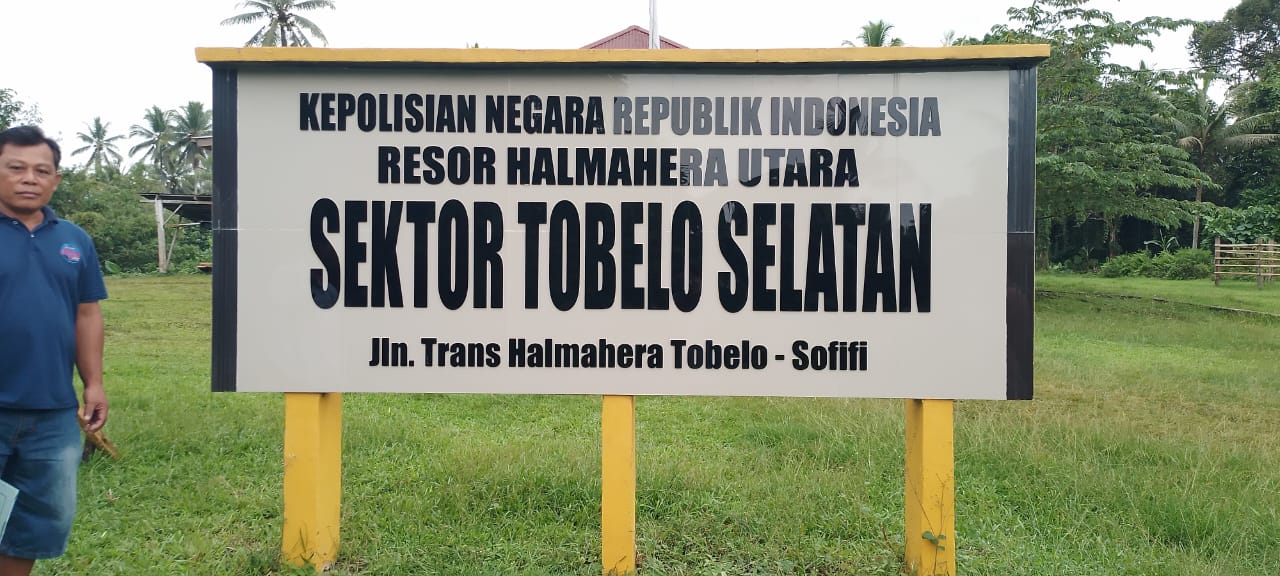 KEPOLISIAN NEGARA REPUBLIK INDONESIA
RESOR HALMAHERA UTARA
SEKTOR TOBELO SELATAN
Jln. Trans Halmahera Tobelo - Sofifi